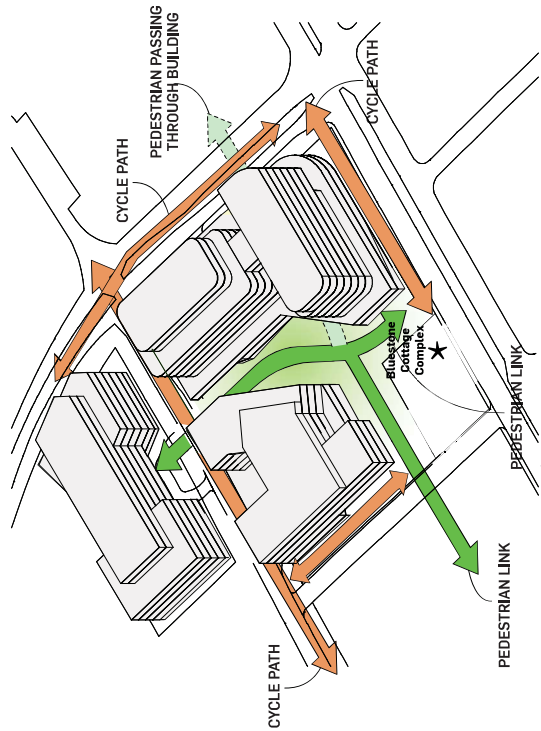 PEDESTRIAN PASSING
THROUGH BUILDING
CYCLE PATH
CYCLE PATH
Bluestone
Cottage
Complex
PEDESTRIAN LINK
PEDESTRIAN LINK
CYCLE PATH